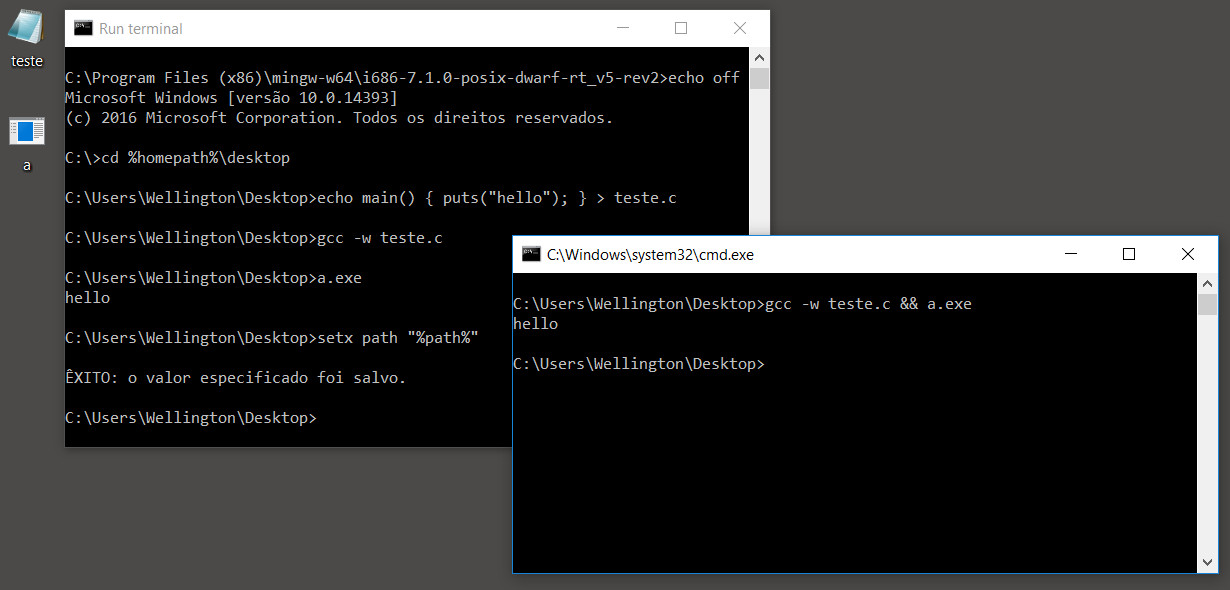 teste
a
Run terminal
C:\Program Files (x86)\mingw-w64\i686-7.1.0-posix-dwarf-rt_v5-rev2>echo off
Microsoft Windows [versão 10.0.14393]
(c) 2016 Microsoft Corporation. Todos os direitos reservados.
C:\>cd %homepath%\desktop
C:\Users\Wellington\Desktop>echo main() { puts("hello"); } > teste.c
C:\Users\Wellington\Desktop>gcc -w teste.c
C:\Users\Wellington\Desktop>a.exe
hello
C:\Users\Wellington\Desktop>setx path "%path%"
ÊXITO: o valor especificado foi salvo.
C:\Users\Wellington\Desktop>
C:\Windows\system32\cmd.exe
C:\Users\Wellington\Desktop>gcc -w teste.c && a.exe
hello
C:\Users\Wellington\Desktop>